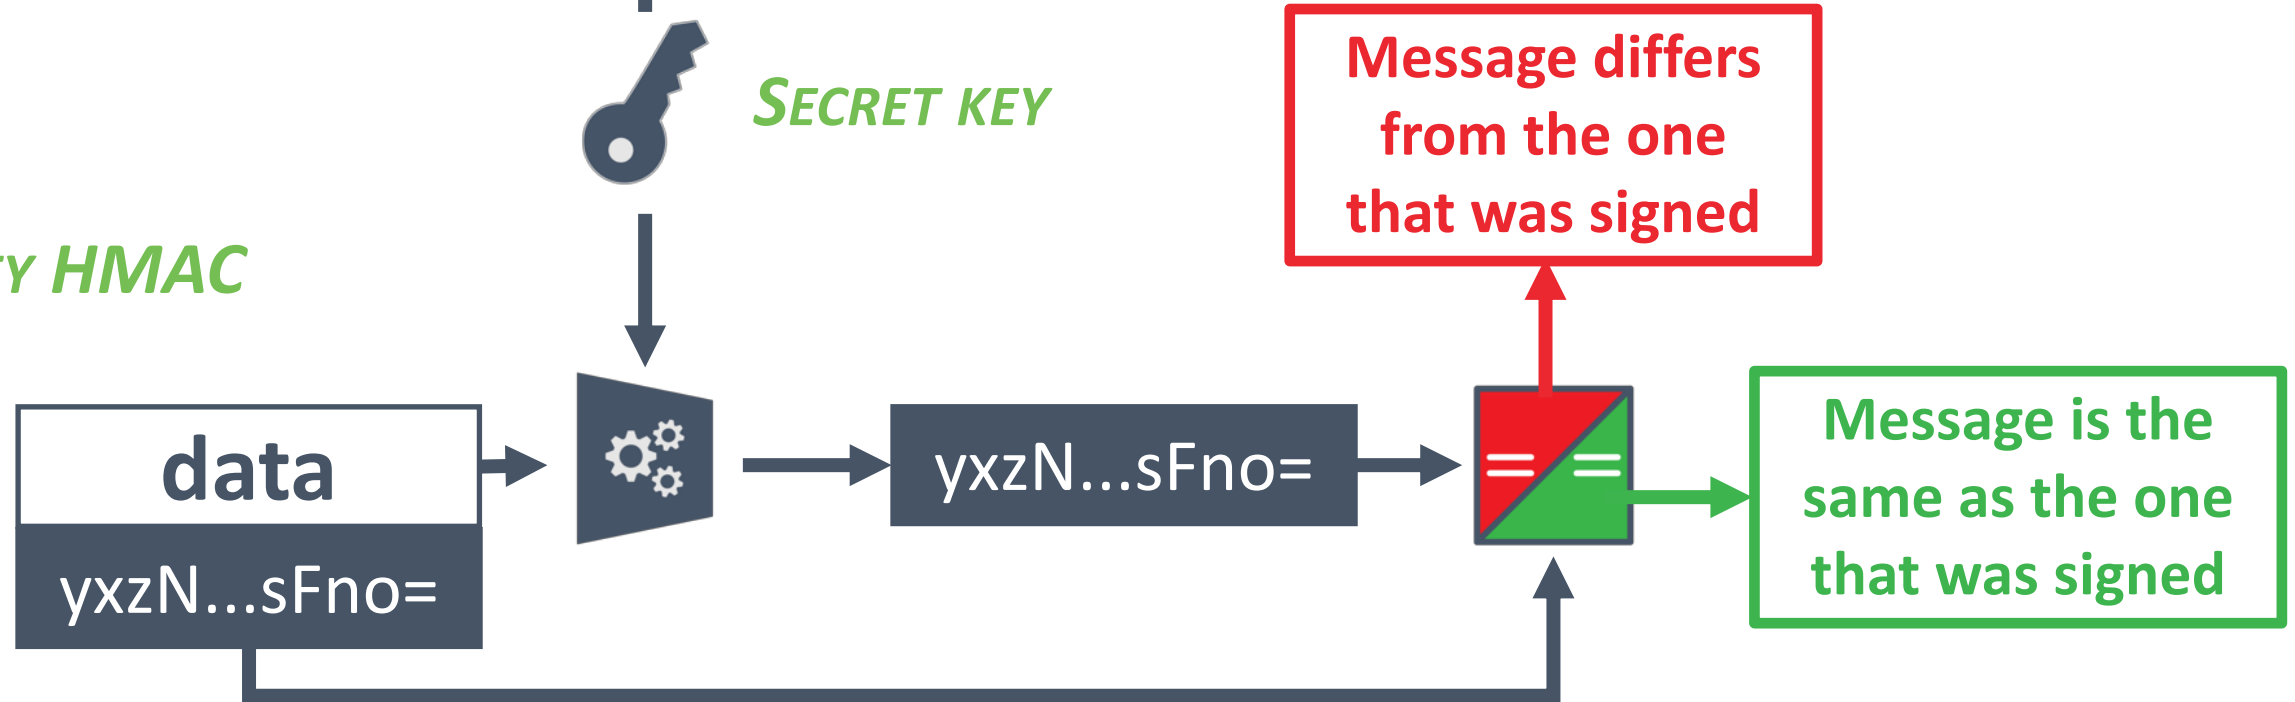 SECRET KEY
Message differs
from the one
that was signed
HMAC
data
yxzN...sFno=
yxzN...sFno=
Message is the
same as the one
that was signed